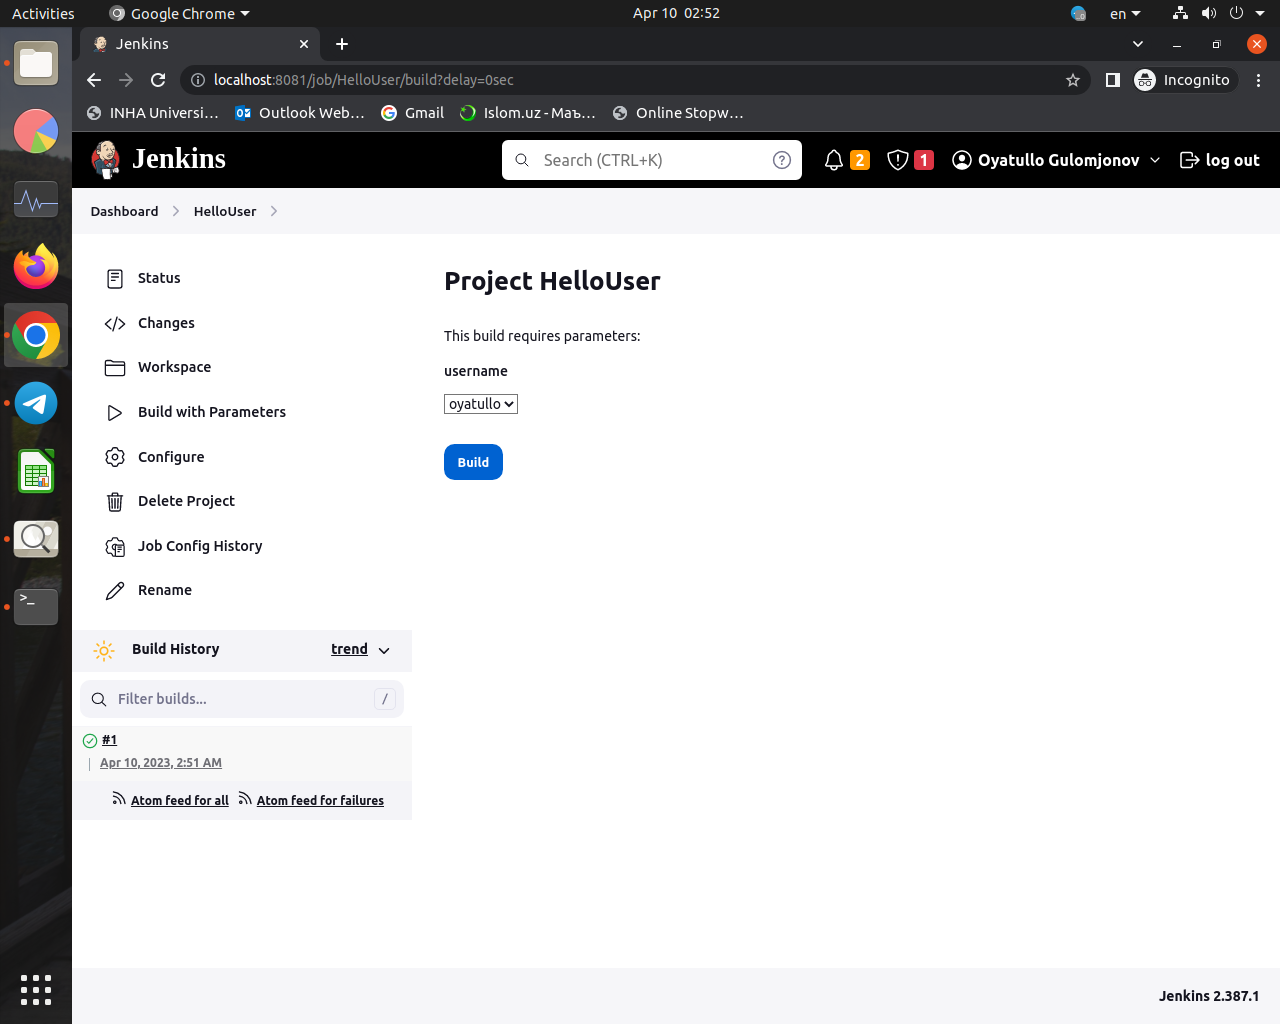 Activities
Google Chrome
Apr 10 02:52
en
Jenkins
localhost:8081/job/HelloUser/build?delay=0sec
Incognito
INHA Universi...
Outlook Web...
Gmail
Islom.uz - Маъ...
Online Stopw...
Jenkins
Search (CTRL+K)
2
1
Oyatullo Gulomjonov
log out
Dashboard
HelloUser
Status
Changes
Workspace
Build with Parameters
Configure
Delete Project
Job Config History
Rename
Build History
trend
Filter builds...
/
#1
Apr 10, 2023, 2:51 AM
Atom feed for all
Atom feed for failures
Project HelloUser
This build requires parameters:
username
oyatullo
Build
Jenkins 2.387.1